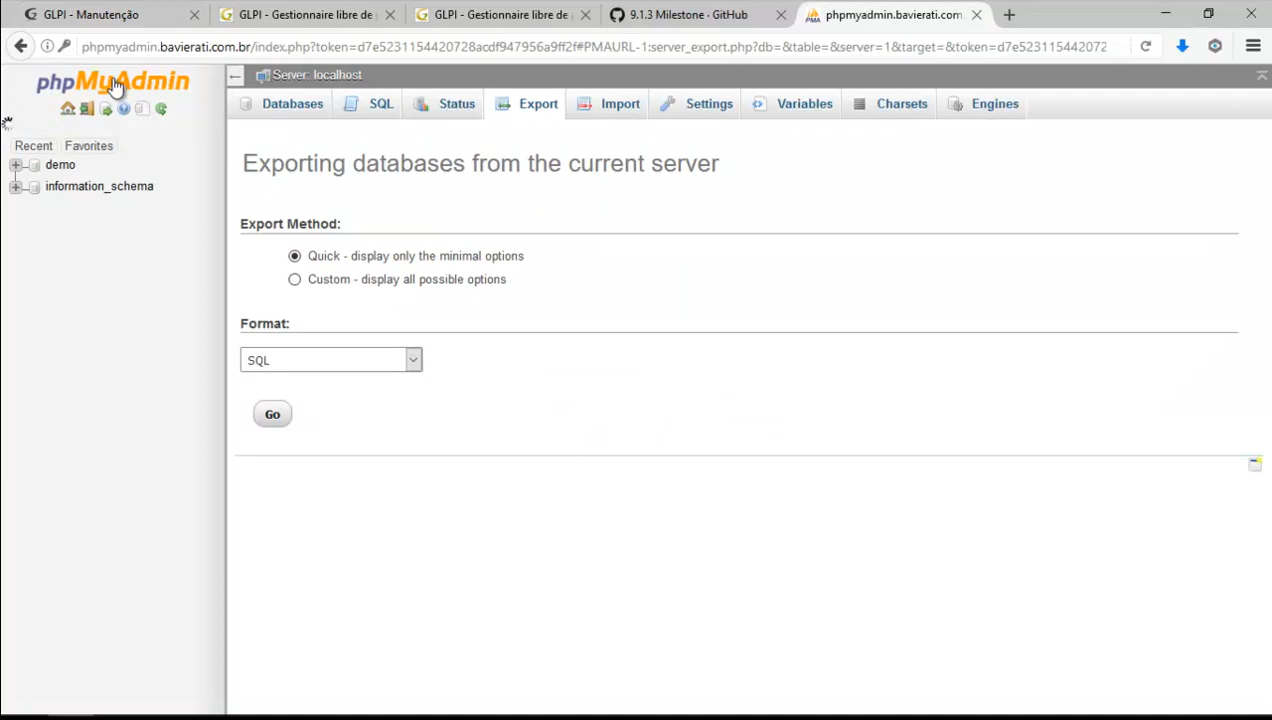 GLPI - Manutenção
GLPI - Gestionnaire libre de
GLPI - Gestionnaire libre de
9.1.3 Milestone - GitHub
phpmyadmin.bavierati.com
phpmyadmin.bavierati.com.br/index.php?token=d7e5231154420728acdf947956a9ff2f#PMAURL-1:server_export.php?db=&table=&server=1&target=&token=d7e523115442072
phpMyAdmin
Server: localhost
Databases
SQL
Status
Export
Import
Settings
Variables
Charsets
Engines
Recent
Favorites
demo
information_schema
Exporting databases from the current server
Export Method:
Quick - display only the minimal options
Custom - display all possible options
Format:
SQL
Go